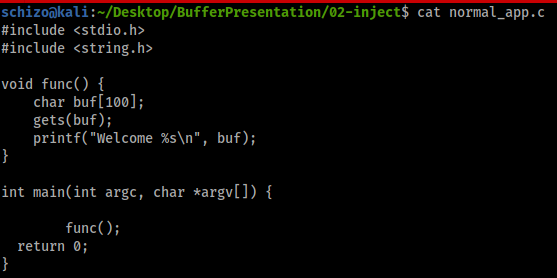 schizo@kali:~/Desktop/BufferPresentation/02-inject$ cat normal_app.c
#include <stdio.h>
#include <string.h>

void func() {
    char buf[100];
    gets(buf);
    printf("Welcome %s\n", buf);
}

int main(int argc, char *argv[]) {

        func();
  return 0;
}